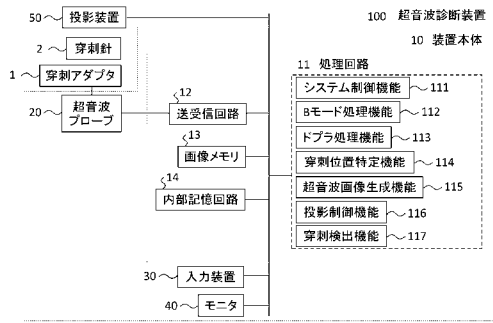 100 超音波診断装置
10 装置本体
50 投影装置
2 穿刺針
1 穿刺アダプタ
20 超音波プローブ
12
送受信回路
13
画像メモリ
14
内部記憶回路
30 入力装置
40 モニタ
11 処理回路
システム制御機能 111
Bモード処理機能 112
ドプラ処理機能 113
穿刺位置特定機能 114
超音波画像生成機能 115
投影制御機能 116
穿刺検出機能 117